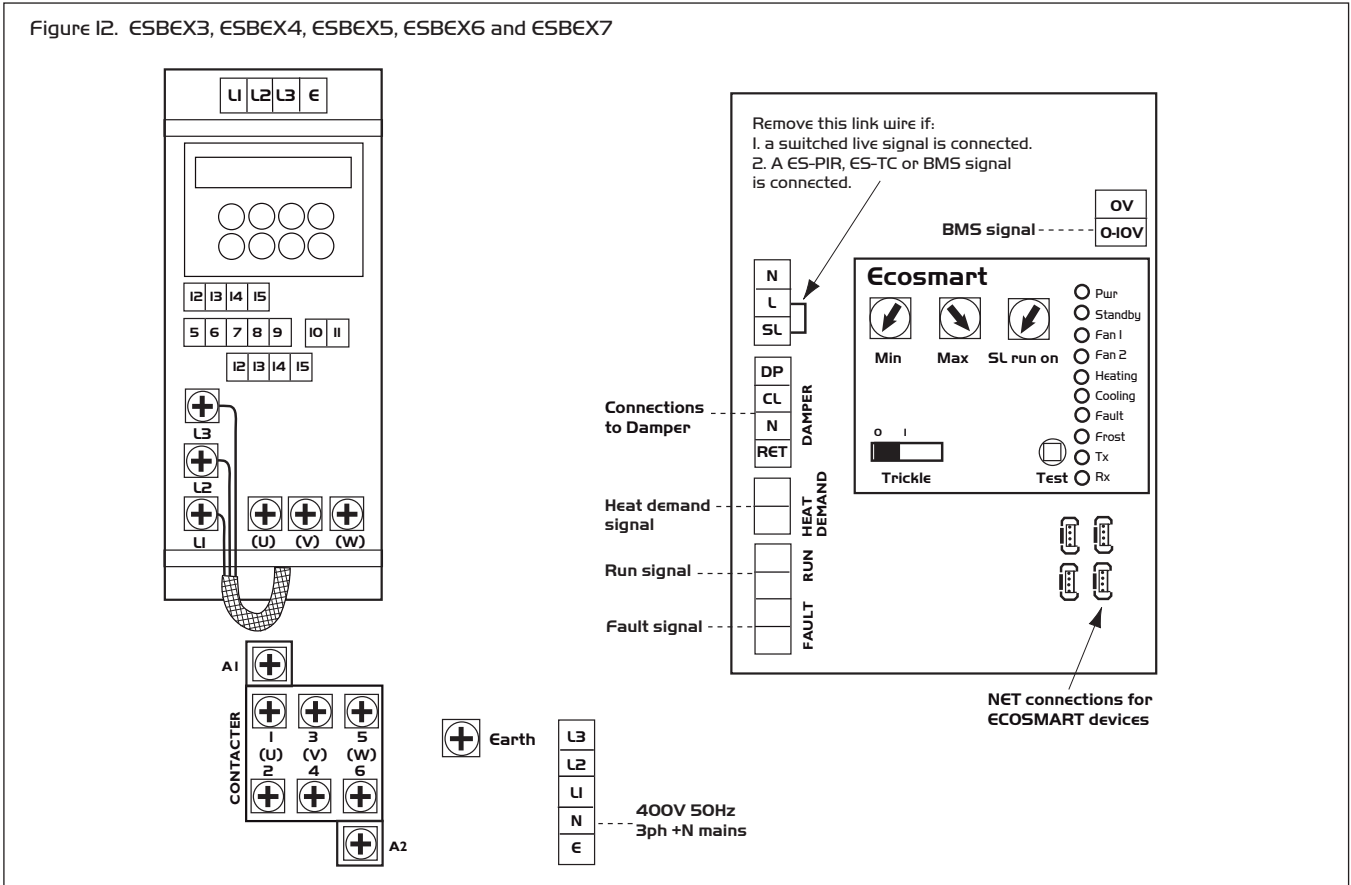 Figure 12. ESBEX3, ESBEX4, ESBEX5, ESBEX6 and ESBEX7
L1 L2 L3 E
12 13 14 15
5 6 7 8 9 10 11
12 13 14 15
L3
L2
L1 (U) (V) (W)
A1
CONTACTER
1 3 5
(U) (V) (W)
2 4 6
A2
Earth
L3
L2
L1
N
E
400V 50Hz
3ph +N mains
Remove this link wire if:
1. a switched live signal is connected.
2. A ES-PIR, ES-TC or BMS signal
is connected.
BMS signal
0V
0-10V
N
L
SL
DP
CL
N
RET
DAMPER
Connections
to Damper
Heat demand
signal
HEAT
DEMAND
Run signal
RUN
Fault signal
FAULT
Ecosmart
Min Max SL run on
0 1
Trickle
Test
Pwr
Standby
Fan 1
Fan 2
Heating
Cooling
Fault
Frost
Tx
Rx
NET connections for
ECOSMART devices